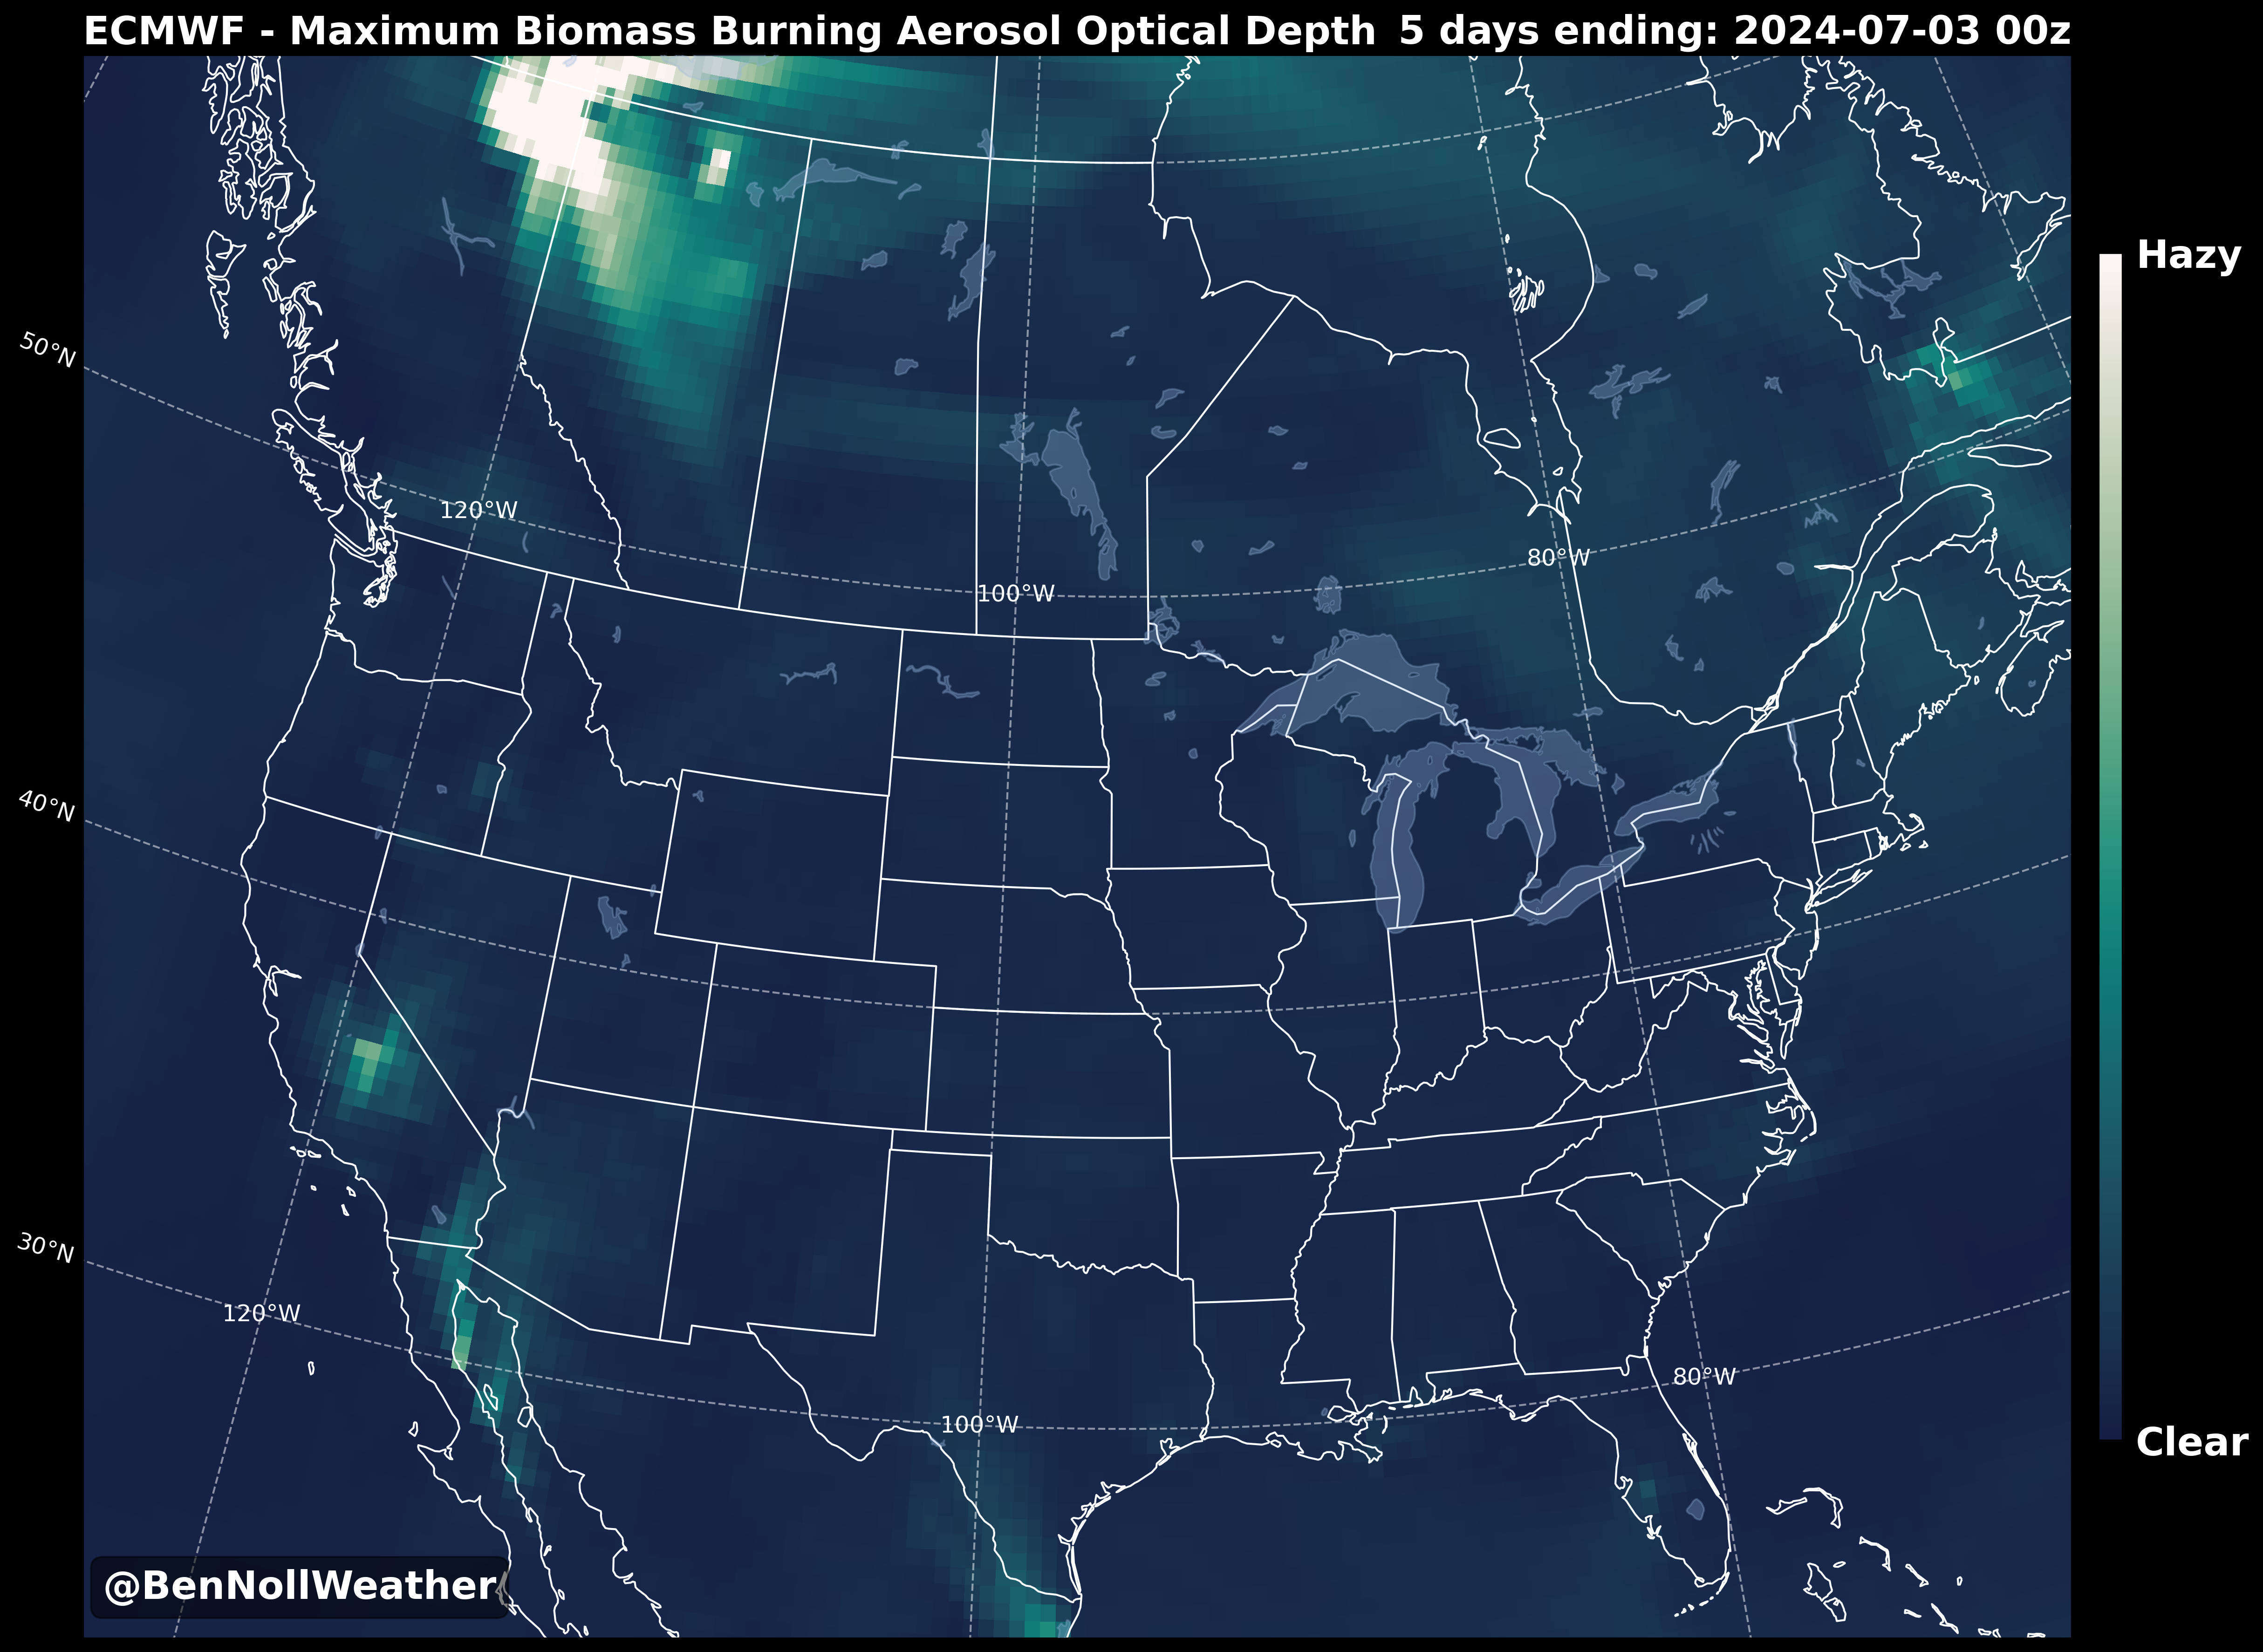 ECMWF - Maximum Biomass Burning Aerosol Optical Depth 5 days ending: 2024-07-03 00z
Hazy
50°N
120°W
80°W
100°W
40°N
30°N
120°W
80°W
100°W
Clear
@BenNollWeather